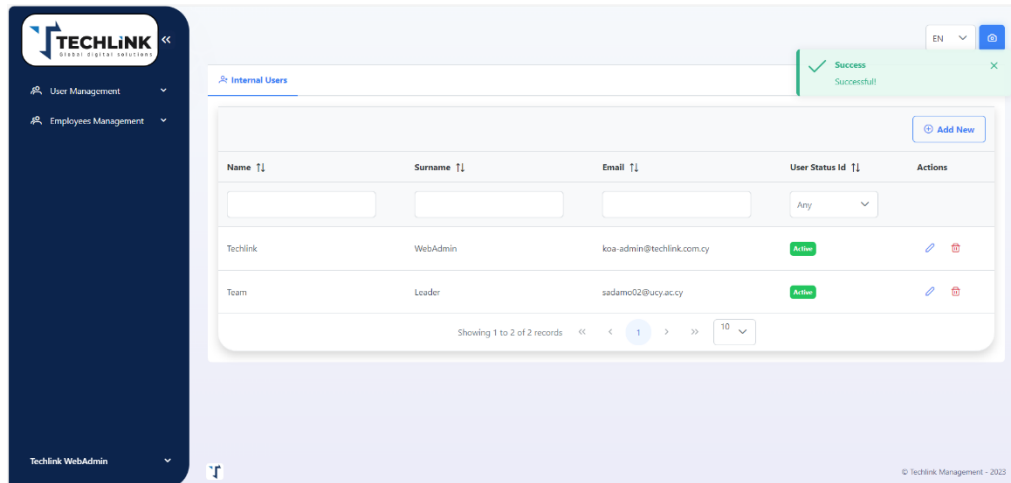 TECHLiNK
Global digital solutions
EN
User Management
Employees Management
Internal Users
Success
Successful!
Add New
Name
Surname
Email
User Status Id
Actions
Any
Techlink
WebAdmin
koa-admin@techlink.com.cy
Active
Team
Leader
sadamo02@ucy.ac.cy
Active
Showing 1 to 2 of 2 records
1
10
Techlink WebAdmin
© Techlink Management - 2023